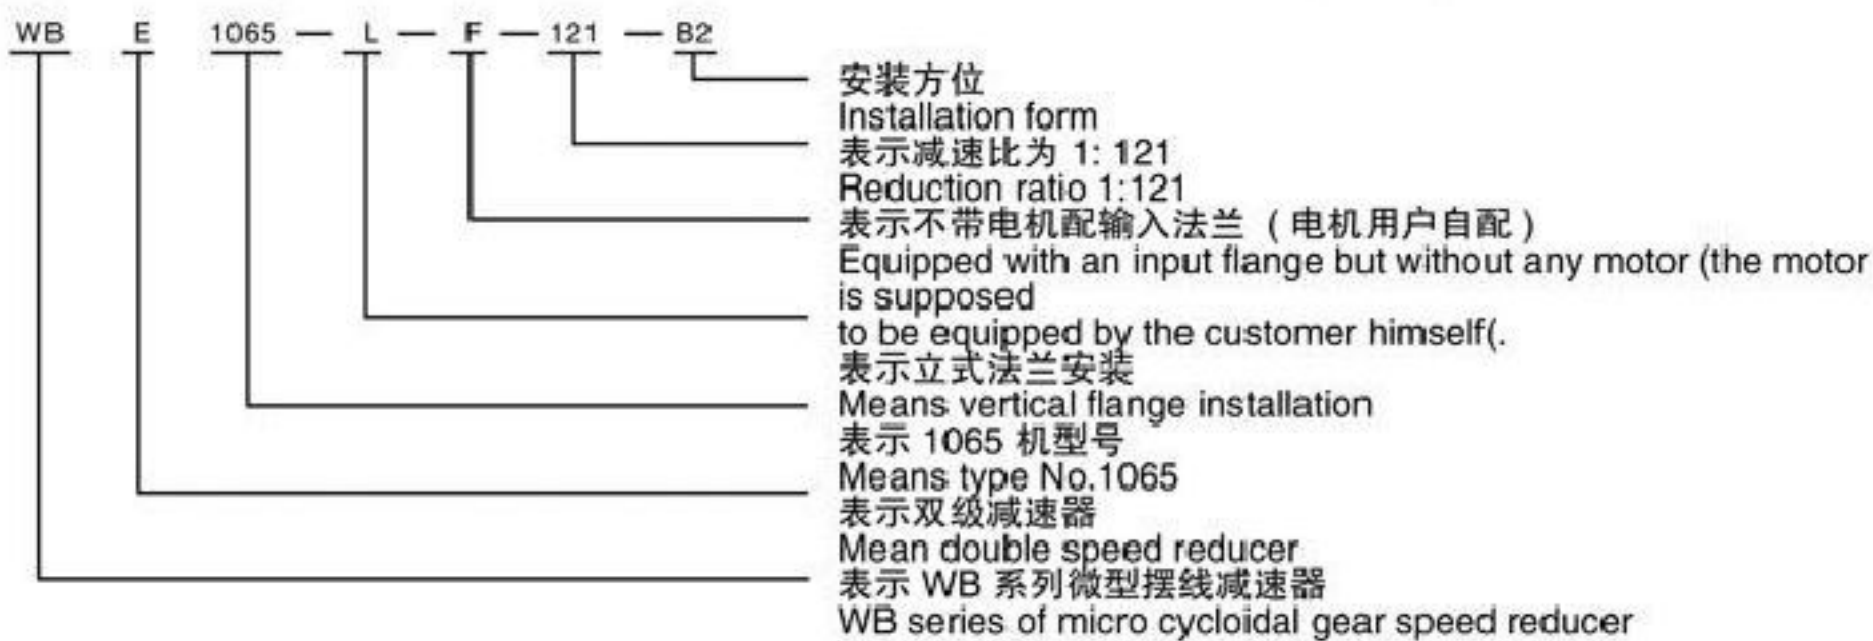 WB E 1065 — L — F — 121 — B2
安装方位
Installation form
表示减速比为 1: 121
Reduction ratio 1:121
表示不带电机配输入法兰 ( 电机用户自配 )
Equipped with an input flange but without any motor (the motor
is supposed
to be equipped by the customer himself(.
表示立式法兰安装
Means vertical flange installation
表示 1065 机型号
Means type No.1065
表示双级减速器
Mean double speed reducer
表示 WB 系列微型摆线减速器
WB series of micro cycloidal gear speed reducer